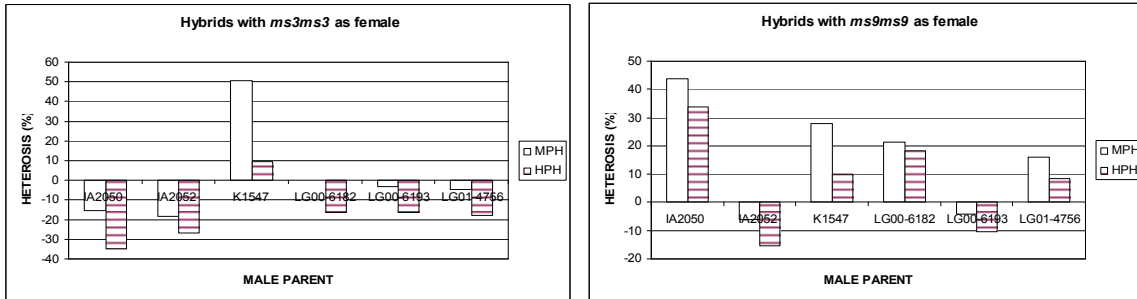 Hybrids with ms3ms3 as female
HETEROSIS (%)
60
50
40
30
20
10
0
-10
-20
-30
-40
IA2050 IA2052 K1547 LG00-6182 LG00-6193 LG01-4756
MALE PARENT
MPH
HPH
Hybrids with ms9ms9 as female
HETEROSIS (%)
50
40
30
20
10
0
-10
-20
IA2050 IA2052 K1547 LG00-6182 LG00-6193 LG01-4756
MALE PARENT
MPH
HPH